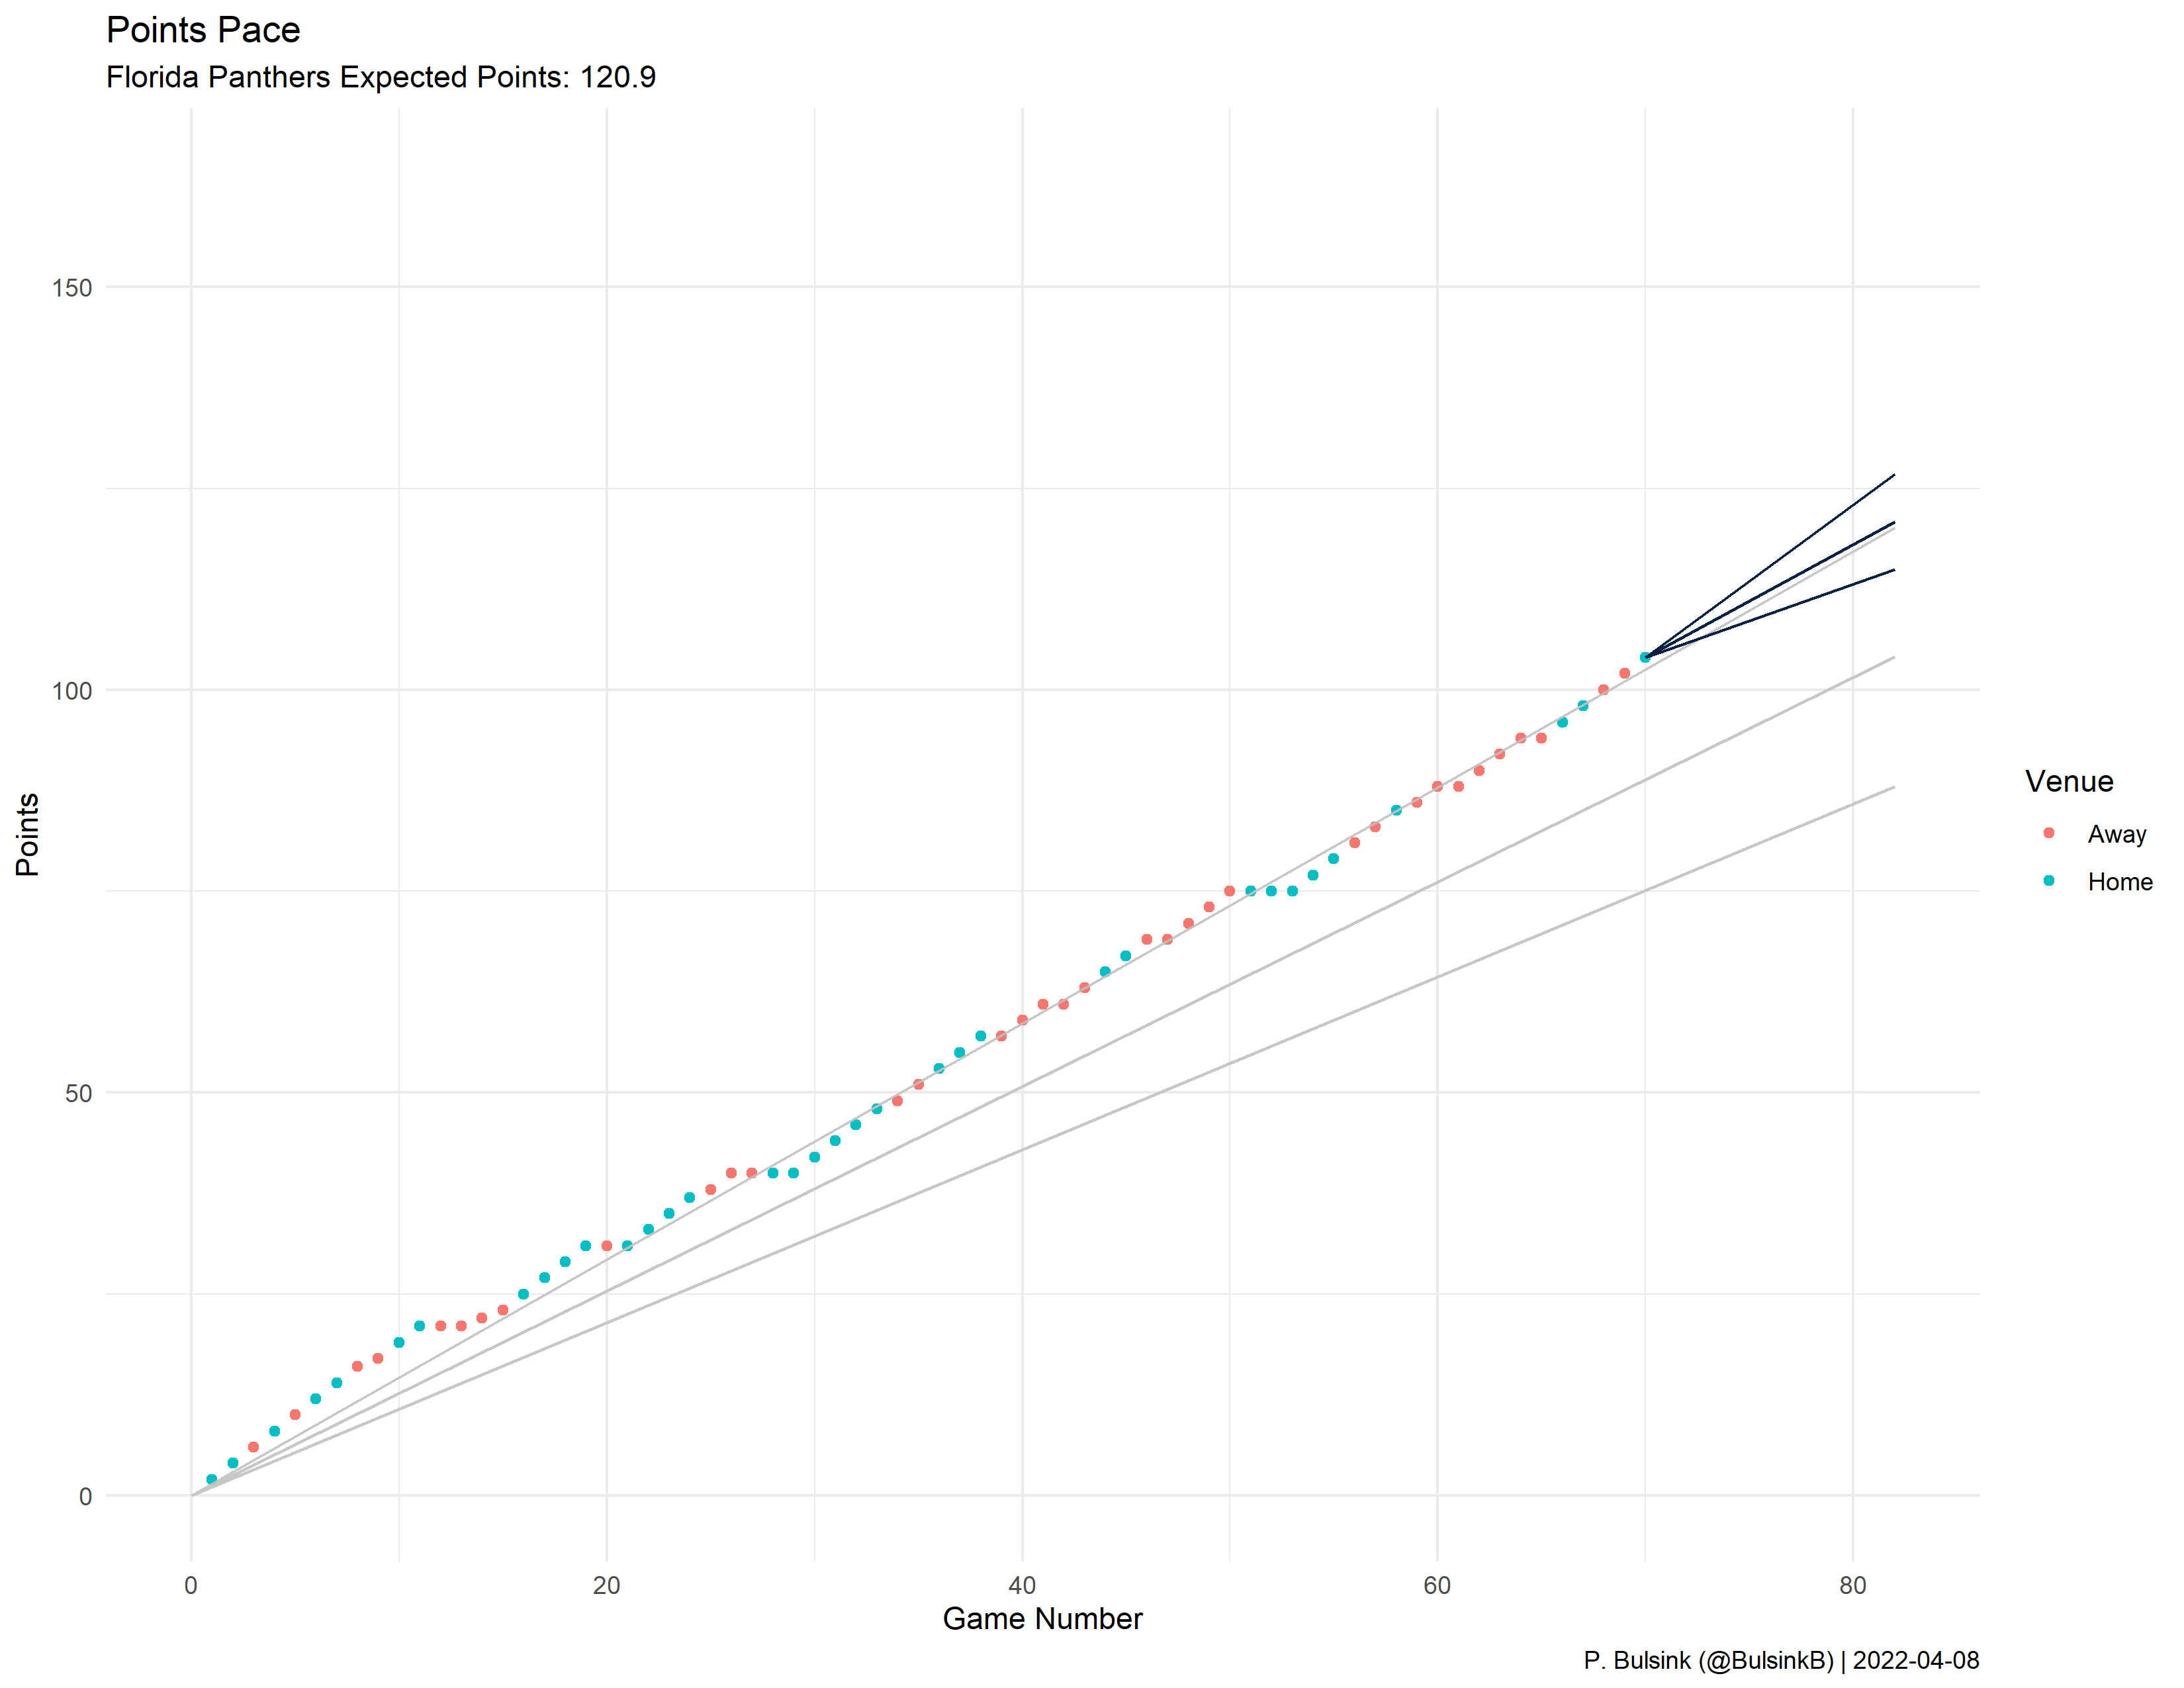 Points Pace
Florida Panthers Expected Points: 120.9
150
100
50
0
Points
0 20 40 60 80
Game Number
Venue
Away
Home
P. Bulsink (@BulsinkB) | 2022-04-08